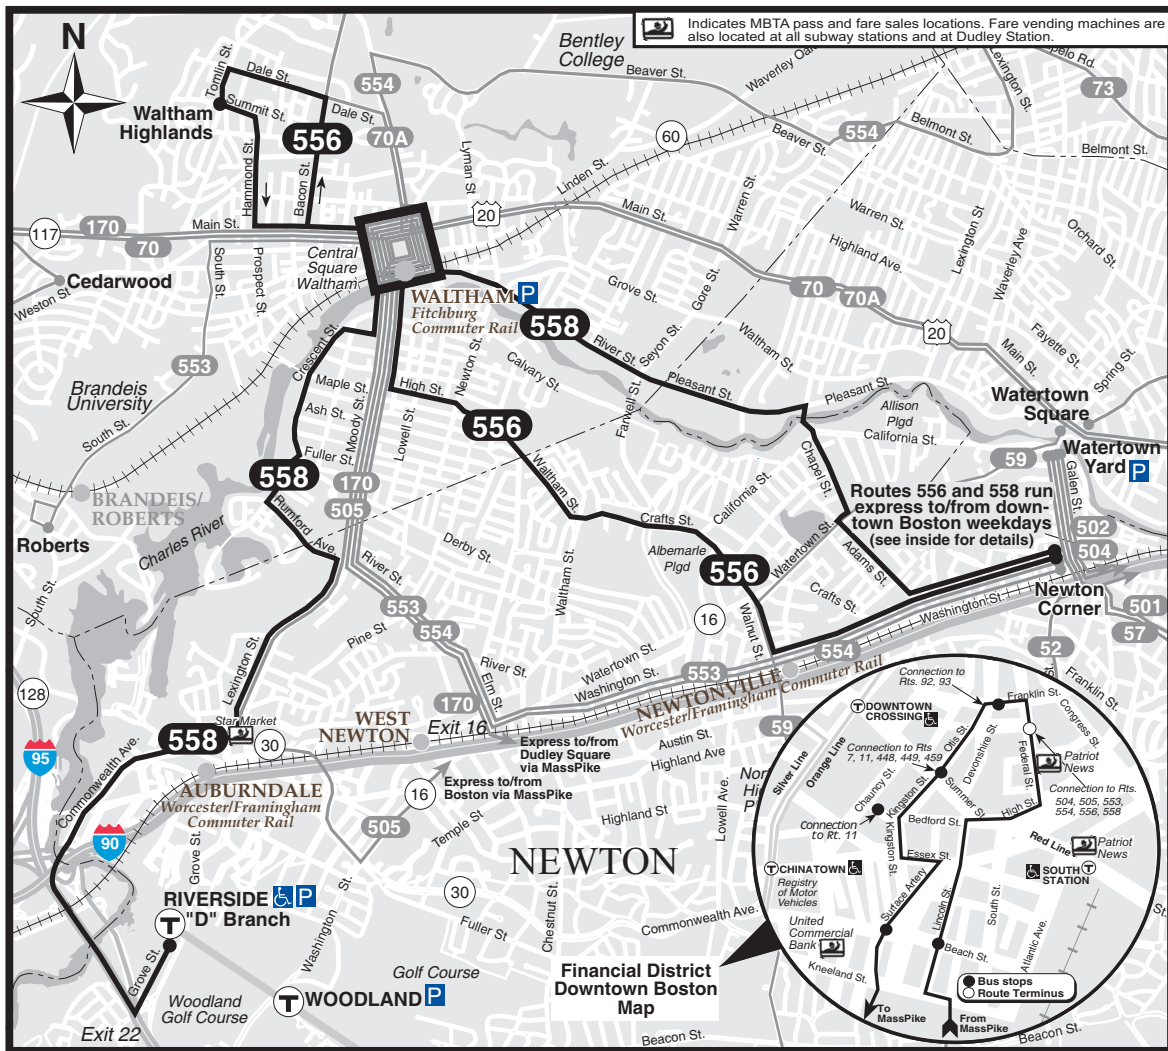 Indicates MBTA pass and fare sales locations. Fare vending machines are
also located at all subway stations and at Dudley Station.
N
Tomlin St.
Dale St.
554
Bentley
College
Beaver St.
Waverley Oa
Lexington St.
pelo Rd.
73
Waltham
Highlands
Summit St.
Dale St.
556
70A
Lyman St
60
Beaver St.
554
Belmont St.
Belmont St.
Hammond St.
Bacon St.
Linden St.
Warren St.
117
170
70
Main St.
20
Main St.
Warren St.
Lexington St.
Waverley Ave
Orchard St.
Highland Ave.
Cedarwood
Weston St
South St.
Prospect St.
Central
Square
Waltham
WALTHAM P
Fitchburg
Commuter Rail
558
Grove St.
Gore St.
70
70A
20
553
Crescent St.
River St.
Seyon St.
Waltham St.
Main St.
Fayette St.
Spring St.
Brandeis
University
South St.
Maple St.
Ash St.
Moody St.
High St.
Newton St.
Calvary St.
Pleasant St.
Pleasant St.
Allison
Plgd
Watertown
Square
556
Lowell St.
Farwell St.
California St.
59
Watertown
Yard P
Fuller St.
558
170
505
Waltham St.
Chapel St.
Galen St.
BRANDEIS/
ROBERTS
Rumford Ave.
California St.
Routes 556 and 558 run
express to/from down-
town Boston weekdays
(see inside for details)
502
504
Roberts
Charles River
Derby St.
Crafts St.
Albemarle
Plgd
Watertown St.
Adams St.
556
River St.
Waltham St.
Crafts St.
Newton
Corner
South St.
553
554
16
Walnut St.
Washington St.
501
57
Pine St
River St.
Watertown St.
Washington St.
553
554
52
Lexington St.
Elm St.
NEWTONVILLE
Worcester/Framingham Commuter Rail
Franklin St.
128
95
Star Market
558
30
WEST
NEWTON
170
Exit 16
59
Express to/from
Dudley Square
via MassPike
Austin St.
Highland Ave
Commonwealth Ave.
AUBURNDALE
Worcester/Framingham
Commuter Rail
16
Express to/from
Boston via MassPike
90
505
Temple St.
Highland St
Lowell Ave.
Grove St.
NEWTON
RIVERSIDE P
T "D" Branch
30
Fuller St
Chestnut St.
Commonwealth Ave.
Washington St.
Grove St.
Golf Course
T WOODLAND P
Woodland
Golf Course
Exit 22
Financial District
Downtown Boston
Map
Connection to
Rts. 92, 93
Franklin St.
T DOWNTOWN
CROSSING
Congress St.
Silver Line
Orange Line
Connection to Rts
7, 11, 448, 449, 459
Otis St.
Devonshire St.
Federal St.
Patriot
News
Chauncy St.
Kingston St.
Summer St.
Connection to Rts.
504, 505, 553,
554, 556, 558
High St.
Connection
to Rt. 11
Bedford St.
Kingston St.
Essex St.
Red Line
Patriot
News
T CHINATOWN
Registry
of Motor
Vehicles
SOUTH T
STATION
Surface Artery
Lincoln St.
South St.
United
Commercial
Bank
Beach St.
Atlantic Ave.
Kneeland St.
Bus stops
Route Terminus
To
MassPike
From
MassPike
Beacon St.
Beacon St.